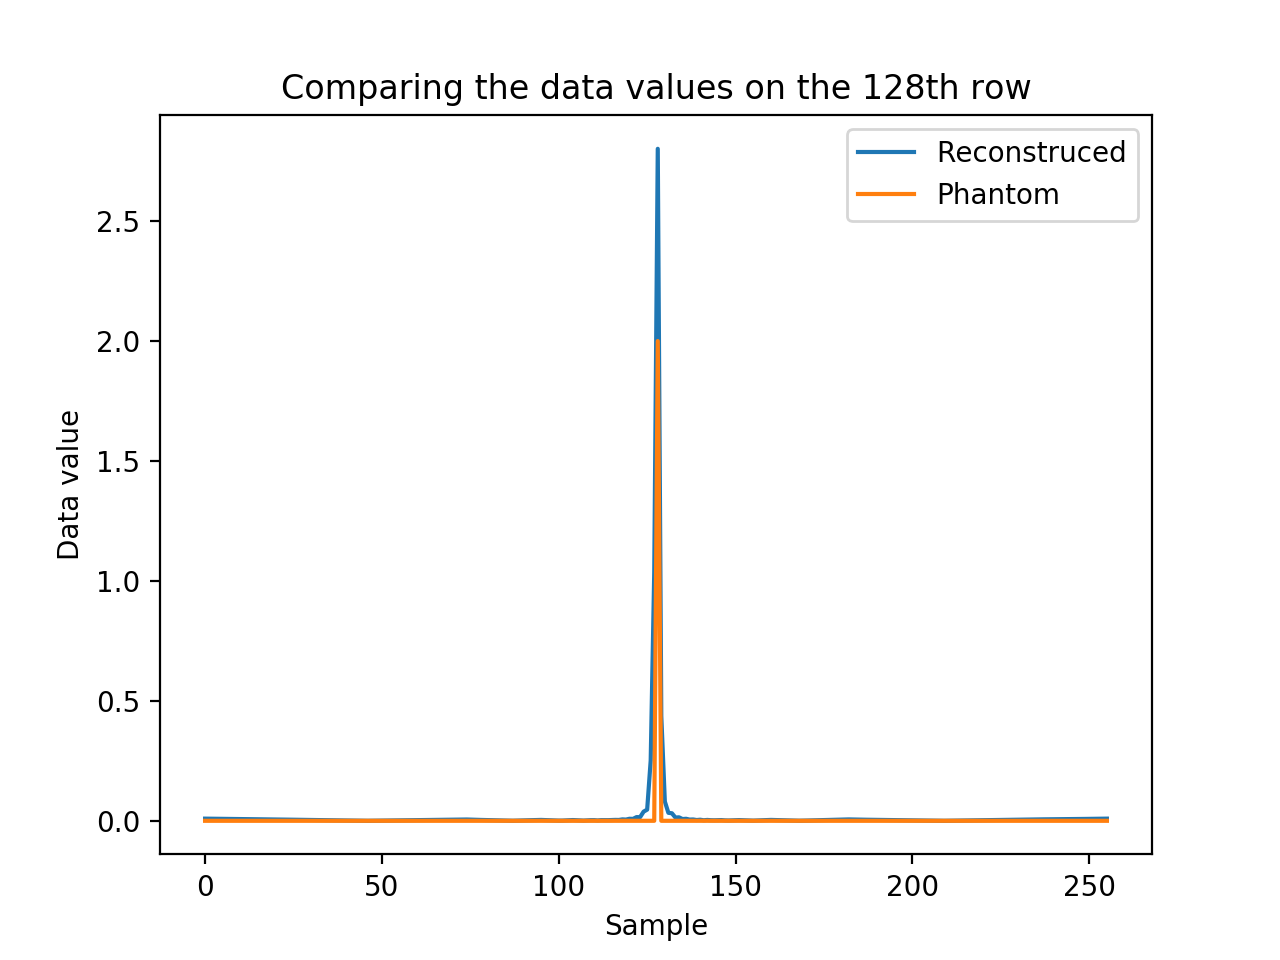 Comparing the data values on the 128th row
Reconstruced
Phantom
2.5
2.0
1.5
1.0
0.5
0.0
Data value
0 50 100 150 200 250
Sample